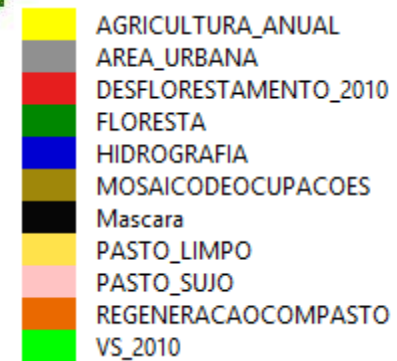 AGRICULTURA_ANUAL
AREA_URBANA
DESFLORESTAMENTO_2010
FLORESTA
HIDROGRAFIA
MOSAICODEOCUPACOES
Mascara
PASTO_LIMPO
PASTO_SUJO
REGENERACAOCOMPASTO
VS_2010